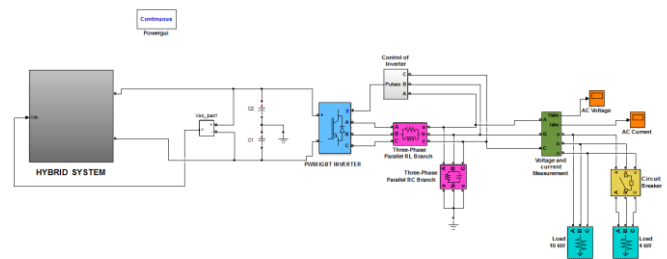 Continuous
Powergui
Vdc
HYBRID SYSTEM
C2
C1
PWM IGBT INVERTER
Control of
Inverter
Pulses
C
B
A
Three-Phase
Parallel RL Branch
Three-Phase
Parallel RC Branch
Vabc
Iabc
A
B
C
Voltage and
current
Measurement
AC Voltage
AC Current
Circuit
Breaker
A B C
Load
10 kW
A B C
Load
4 kW